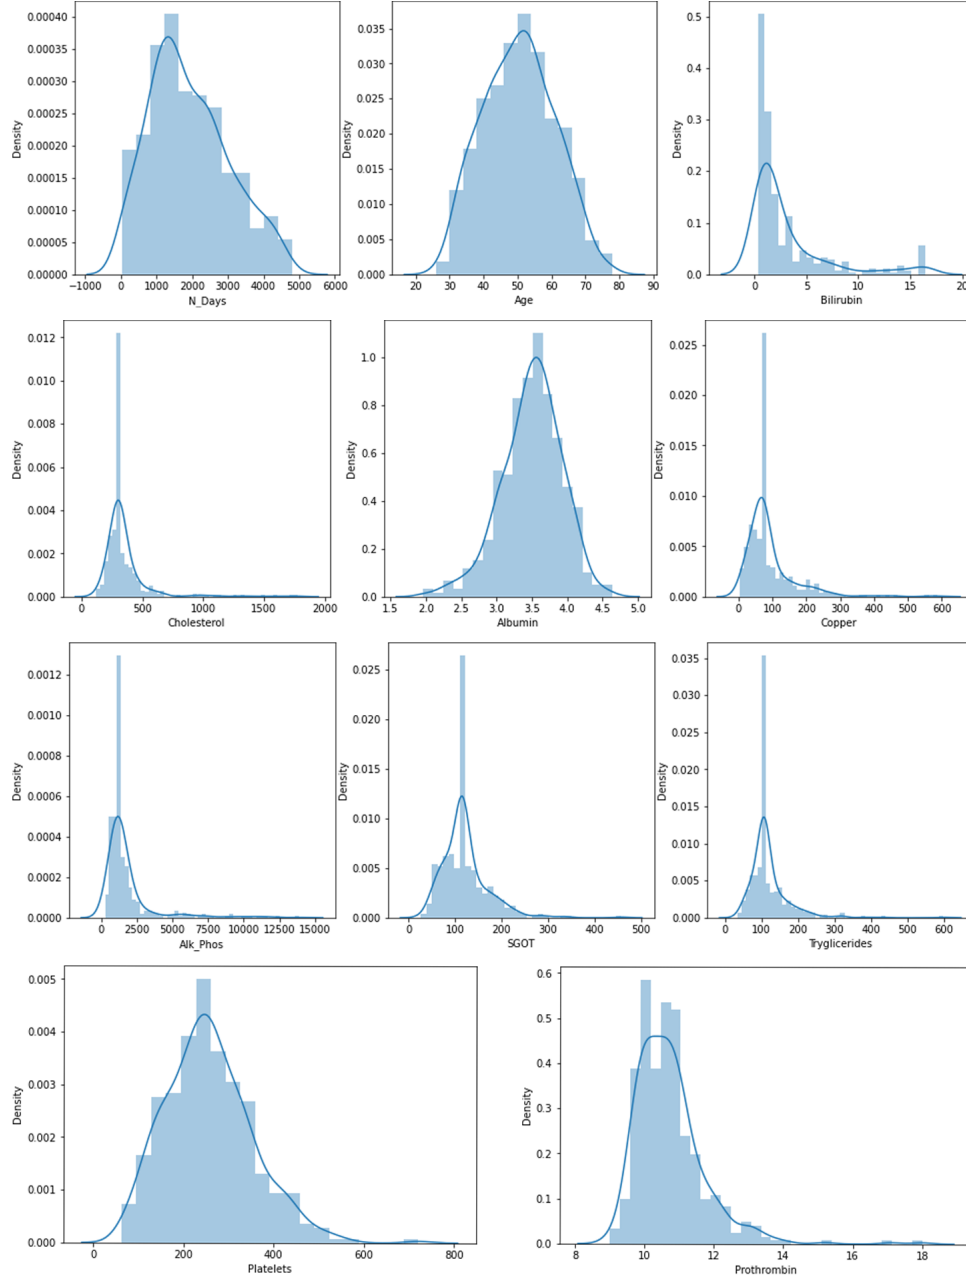 0.00040
0.00035
0.00030
0.00025
0.00020
0.00015
0.00010
0.00005
0.00000
Density
−1000 0 1000 2000 3000 4000 5000 6000
N_Days
0.035
0.030
0.025
0.020
0.015
0.010
0.005
0.000
Density
20 30 40 50 60 70 80 90
Age
0.5
0.4
0.3
0.2
0.1
0.0
Density
0 5 10 15 20
Bilirubin
0.012
0.010
0.008
0.006
0.004
0.002
0.000
Density
0 500 1000 1500 2000
Cholesterol
1.0
0.8
0.6
0.4
0.2
0.0
Density
1.5 2.0 2.5 3.0 3.5 4.0 4.5 5.0
Albumin
0.025
0.020
0.015
0.010
0.005
0.000
Density
0 100 200 300 400 500 600
Copper
0.0012
0.0010
0.0008
0.0006
0.0004
0.0002
0.0000
Density
0 2500 5000 7500 10000 12500 15000
Alk_Phos
0.025
0.020
0.015
0.010
0.005
0.000
Density
0 100 200 300 400 500
SGOT
0.035
0.030
0.025
0.020
0.015
0.010
0.005
0.000
Density
0 100 200 300 400 500 600
Tryglicerides
0.005
0.004
0.003
0.002
0.001
0.000
Density
0 200 400 600 800
Platelets
0.6
0.5
0.4
0.3
0.2
0.1
0.0
Density
8 10 12 14 16 18
Prothrombin